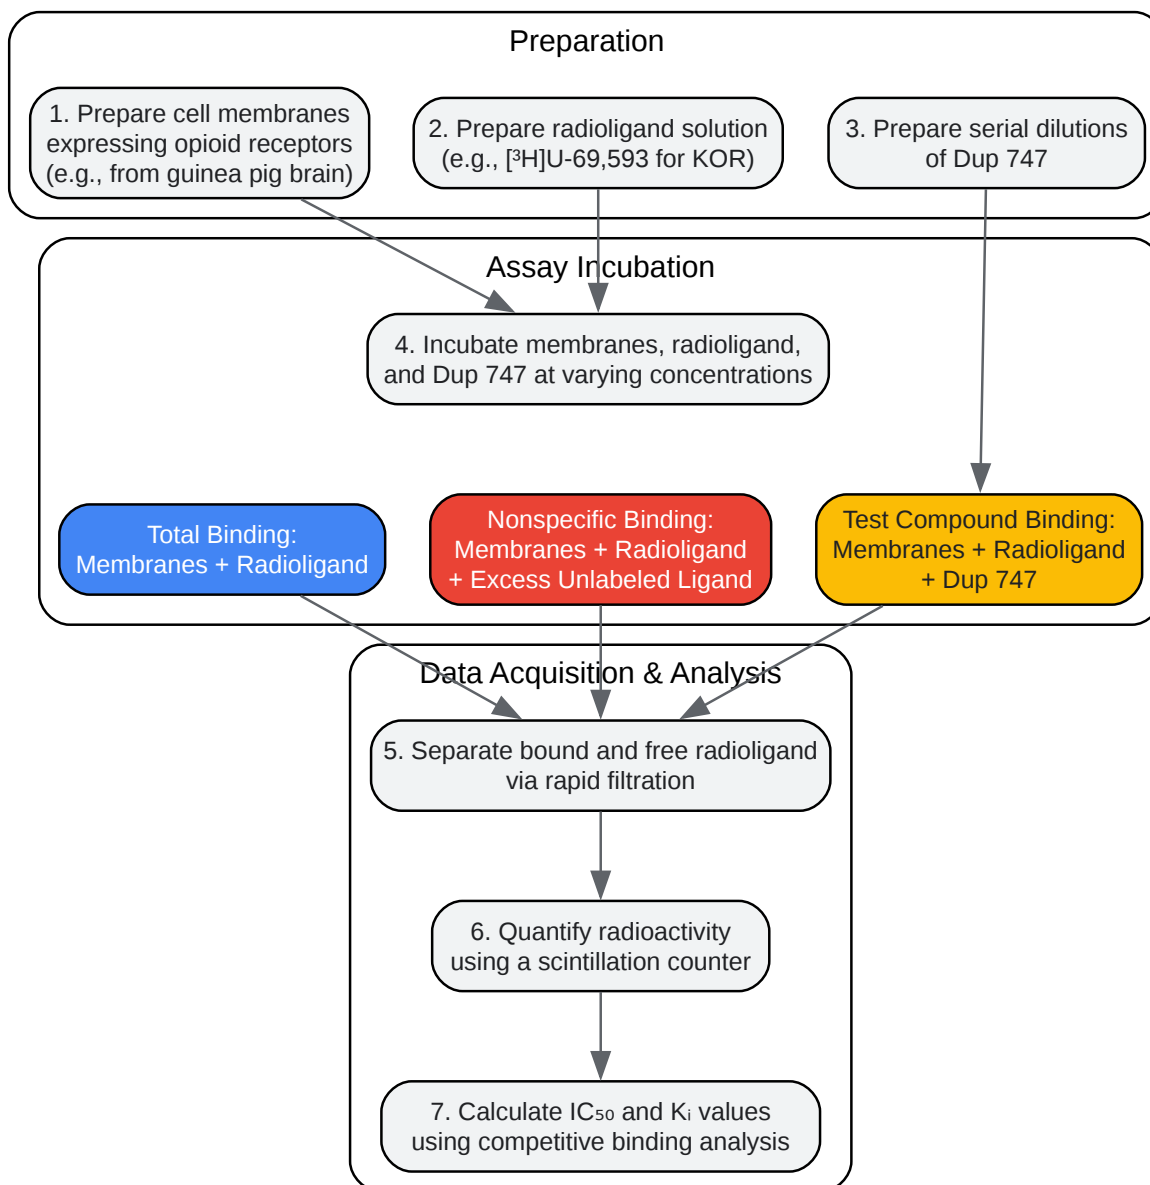 Preparation
1. Prepare cell membranes
expressing opioid receptors
(e.g., from guinea pig brain)
2. Prepare radioligand solution
(e.g., [³H]U-69,593 for KOR)
3. Prepare serial dilutions
of Dup 747
Assay Incubation
4. Incubate membranes, radioligand,
and Dup 747 at varying concentrations
Total Binding:
Membranes + Radioligand
Nonspecific Binding:
Membranes + Radioligand
+ Excess Unlabeled Ligand
Test Compound Binding:
Membranes + Radioligand
+ Dup 747
Data Acquisition & Analysis
5. Separate bound and free radioligand
via rapid filtration
6. Quantify radioactivity
using a scintillation counter
7. Calculate IC₅₀ and Kᵢ values
using competitive binding analysis